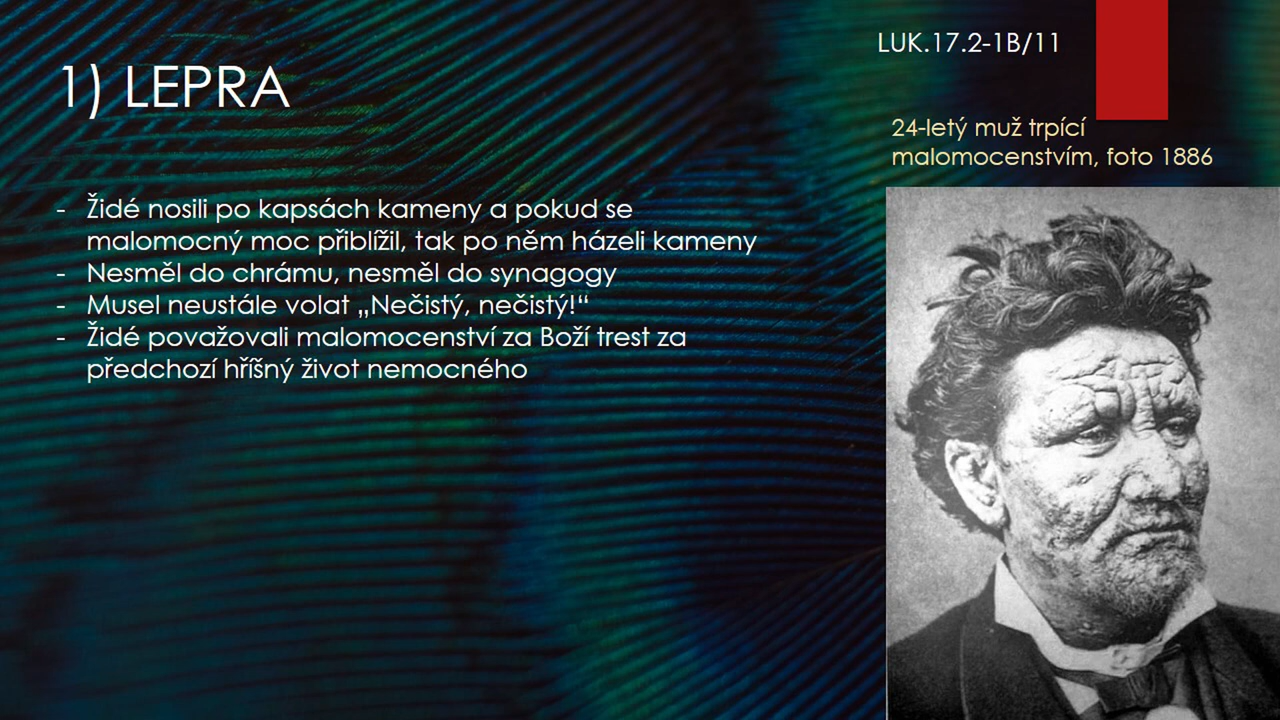 LUK.17.2-1B/11
1) LEPRA
24-letý muž trpící
malomocenstvím, foto 1886
- Židé nosili po kapsách kameny a pokud se
malomocný moc přiblížil, tak po něm házeli kameny
- Nesměl do chrámu, nesměl do synagogy
- Musel neustále volat „Nečistý, nečistý!“
- Židé považovali malomocenství za Boží trest za
předchozí hříšný život nemocného